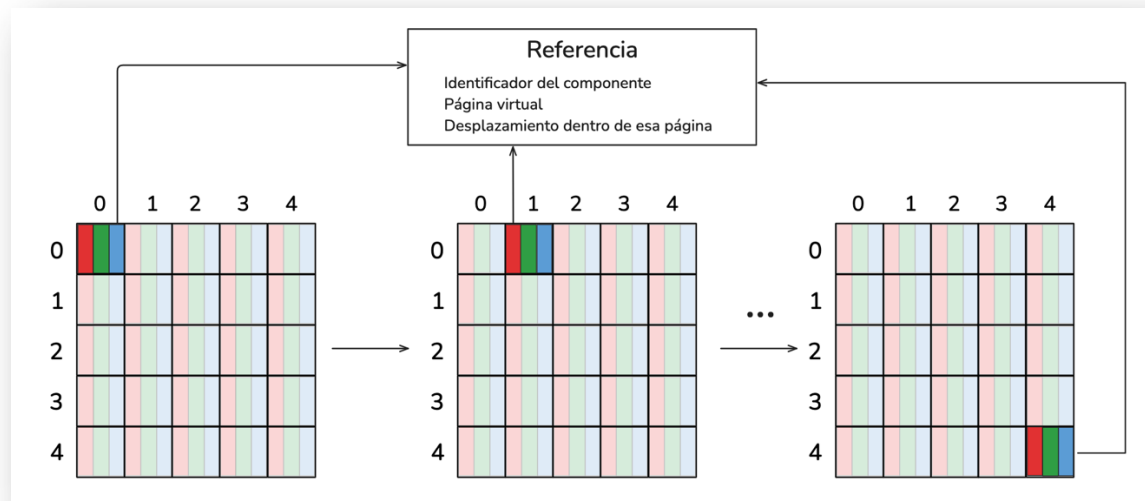 Referencia
Identificador del componente
Página virtual
Desplazamiento dentro de esa página
0 1 2 3 4
0
1
2
3
4
0 1 2 3 4
0
1
2
3
4
...
0 1 2 3 4
0
1
2
3
4